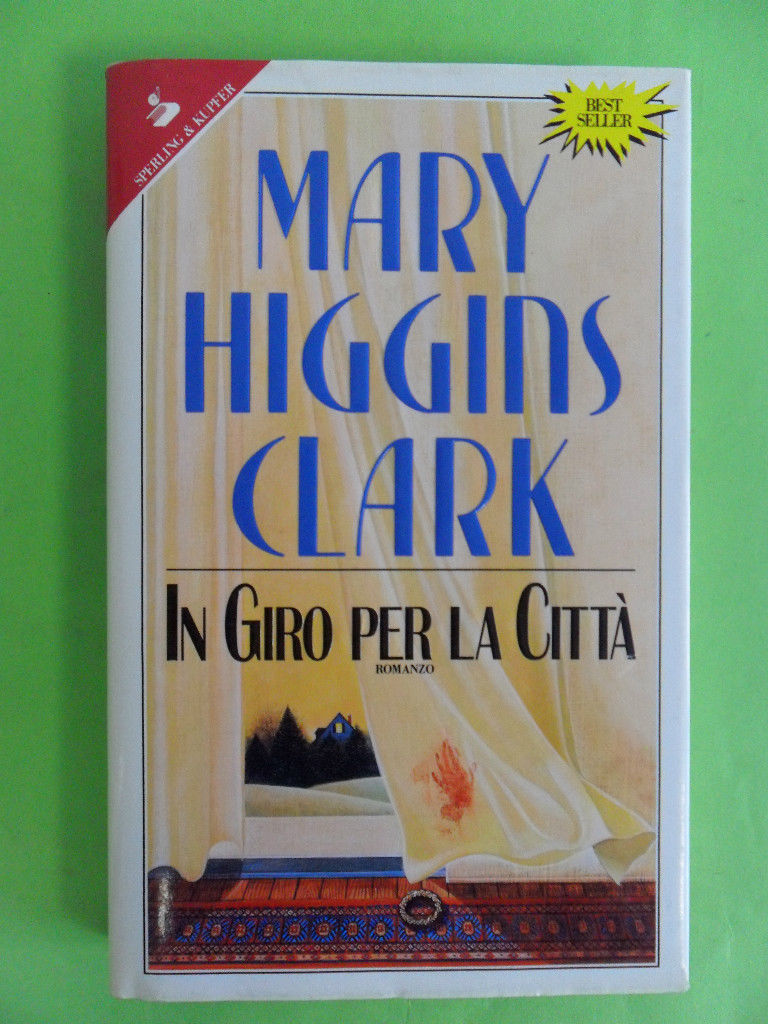 SPERLING & KUPFER
BEST
SELLER
MARY
HIGGINS
CLARK
IN GIRO PER LA CITTÀ
ROMANZO